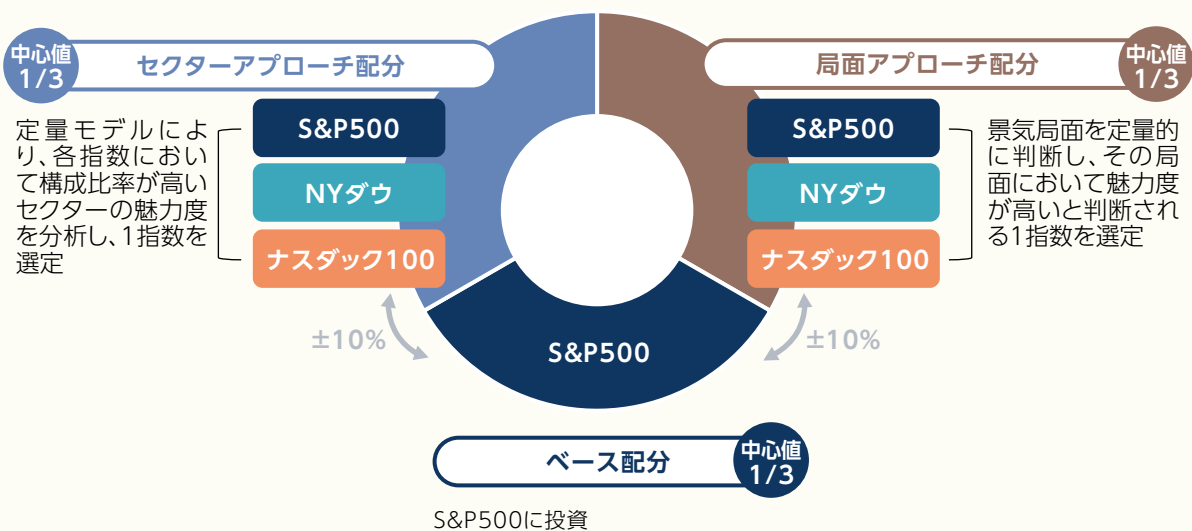 中心値
1/3
セクターアプローチ配分
S&P500
NYダウ
ナスダック100
定量モデルによ
り、各指数におい
て構成比率が高い
セクターの魅力度
を分析し、1指数を
選定
±10%
局面アプローチ配分
中心値
1/3
S&P500
NYダウ
ナスダック100
景気局面を定量的
に判断し、その局
面において魅力度
が高いと判断され
る1指数を選定
±10%
S&P500
ベース配分
中心値
1/3
S&P500に投資